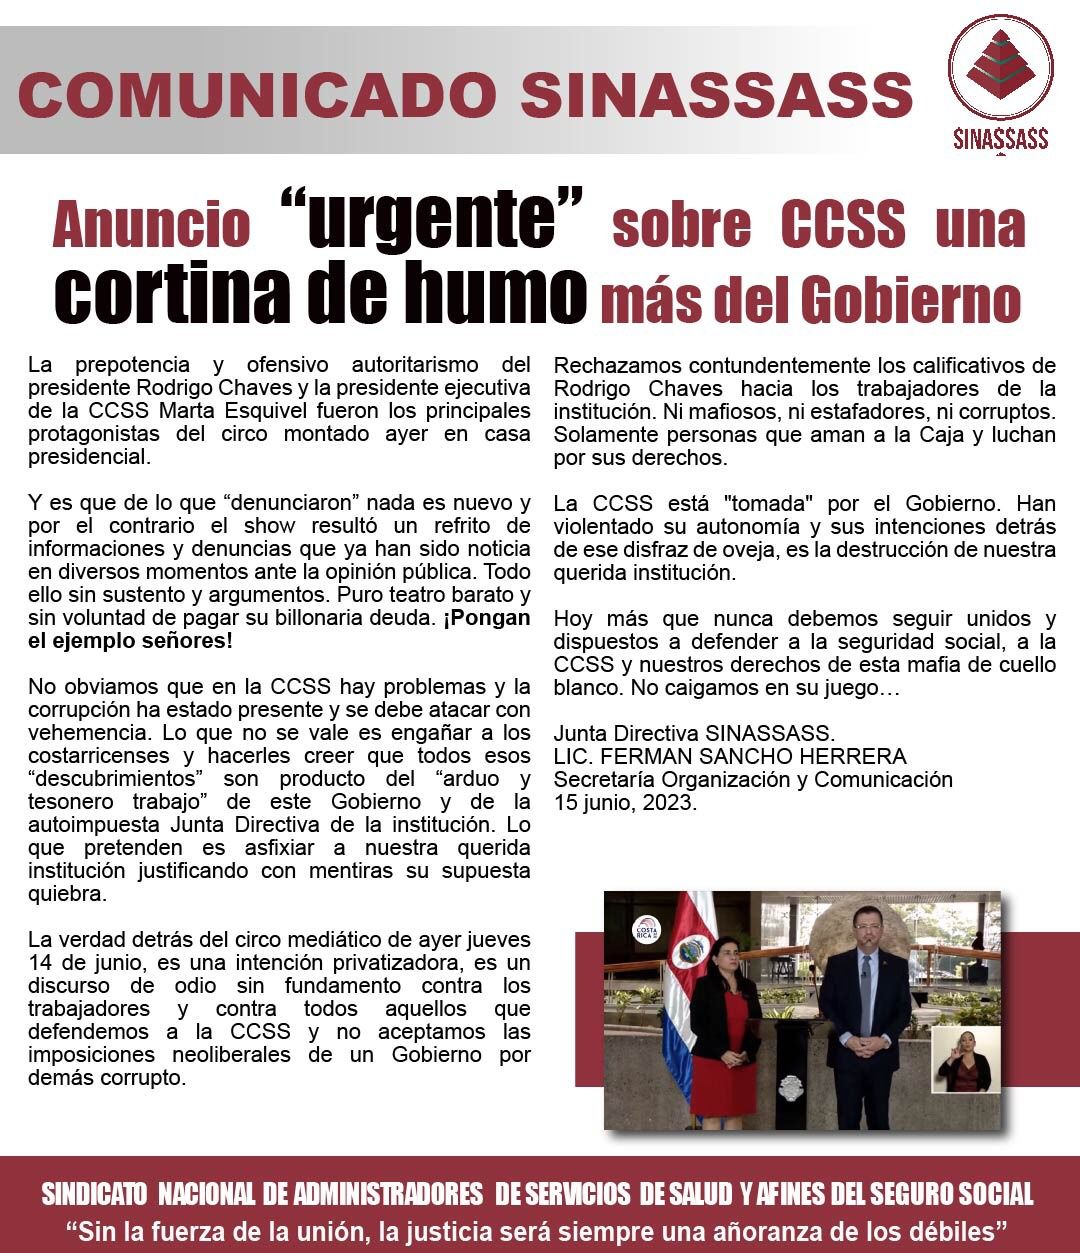 COMUNICADO SINASSASS
SINASSASS
Anuncio “urgente” sobre CCSS una
cortina de humo más del Gobierno
La prepotencia y ofensivo autoritarismo del
presidente Rodrigo Chaves y la presidente ejecutiva
de la CCSS Marta Esquivel fueron los principales
protagonistas del circo montado ayer en casa
presidencial.
Y es que de lo que “denunciaron” nada es nuevo y
por el contrario el show resultó un refrito de
informaciones y denuncias que ya han sido noticia
en diversos momentos ante la opinión pública. Todo
ello sin sustento y argumentos. Puro teatro barato y
sin voluntad de pagar su billonaria deuda. ¡Pongan
el ejemplo señores!
No obviamos que en la CCSS hay problemas y la
corrupción ha estado presente y se debe atacar con
vehemencia. Lo que no se vale es engañar a los
costarricenses y hacerles creer que todos esos
“descubrimientos” son producto del “arduo y
tesonero trabajo” de este Gobierno y de la
autoimpuesta Junta Directiva de la institución. Lo
que pretenden es asfixiar a nuestra querida
institución justificando con mentiras su supuesta
quiebra.
La verdad detrás del circo mediático de ayer jueves
14 de junio, es una intención privatizadora, es un
discurso de odio sin fundamento contra los
trabajadores y contra todos aquellos que
defendemos a la CCSS y no aceptamos las
imposiciones neoliberales de un Gobierno por
demás corrupto.
Rechazamos contundentemente los calificativos de
Rodrigo Chaves hacia los trabajadores de la
institución. Ni mafiosos, ni estafadores, ni corruptos.
Solamente personas que aman a la Caja y luchan
por sus derechos.
La CCSS está "tomada" por el Gobierno. Han
violentado su autonomía y sus intenciones detrás
de ese disfraz de oveja, es la destrucción de nuestra
querida institución.
Hoy más que nunca debemos seguir unidos y
dispuestos a defender a la seguridad social, a la
CCSS y nuestros derechos de esta mafia de cuello
blanco. No caigamos en su juego…
Junta Directiva SINASSASS.
LIC. FERMAN SANCHO HERRERA
Secretaría Organización y Comunicación
15 junio, 2023.
COSTA
RICA
SINDICATO NACIONAL DE ADMINISTRADORES DE SERVICIOS DE SALUD Y AFINES DEL SEGURO SOCIAL
“Sin la fuerza de la unión, la justicia será siempre una añoranza de los débiles”